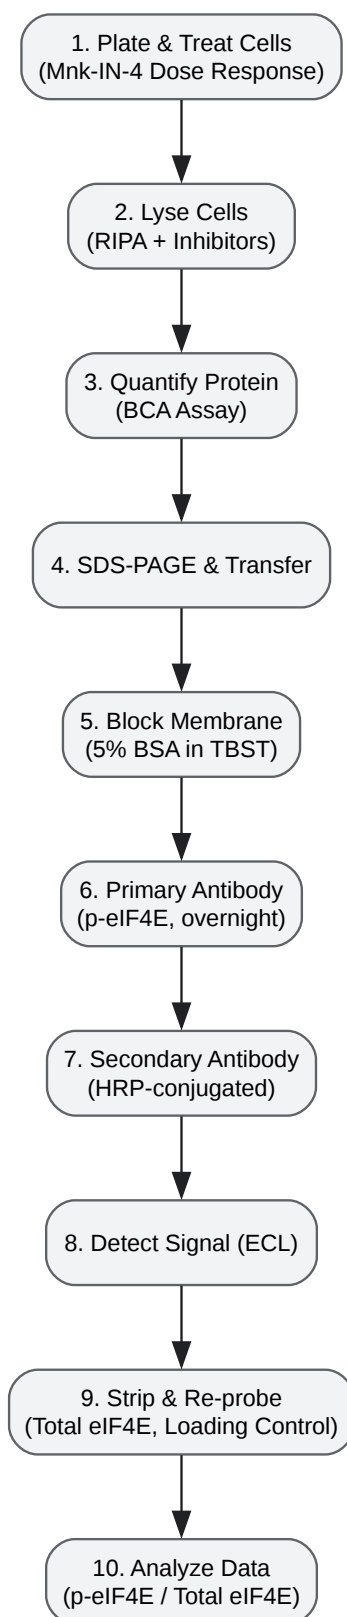 1. Plate & Treat Cells
(Mnk-IN-4 Dose Response)
2. Lyse Cells
(RIPA + Inhibitors)
3. Quantify Protein
(BCA Assay)
4. SDS-PAGE & Transfer
5. Block Membrane
(5% BSA in TBST)
6. Primary Antibody
(p-eIF4E, overnight)
7. Secondary Antibody
(HRP-conjugated)
8. Detect Signal (ECL)
9. Strip & Re-probe
(Total eIF4E, Loading Control)
10. Analyze Data
(p-eIF4E / Total eIF4E)